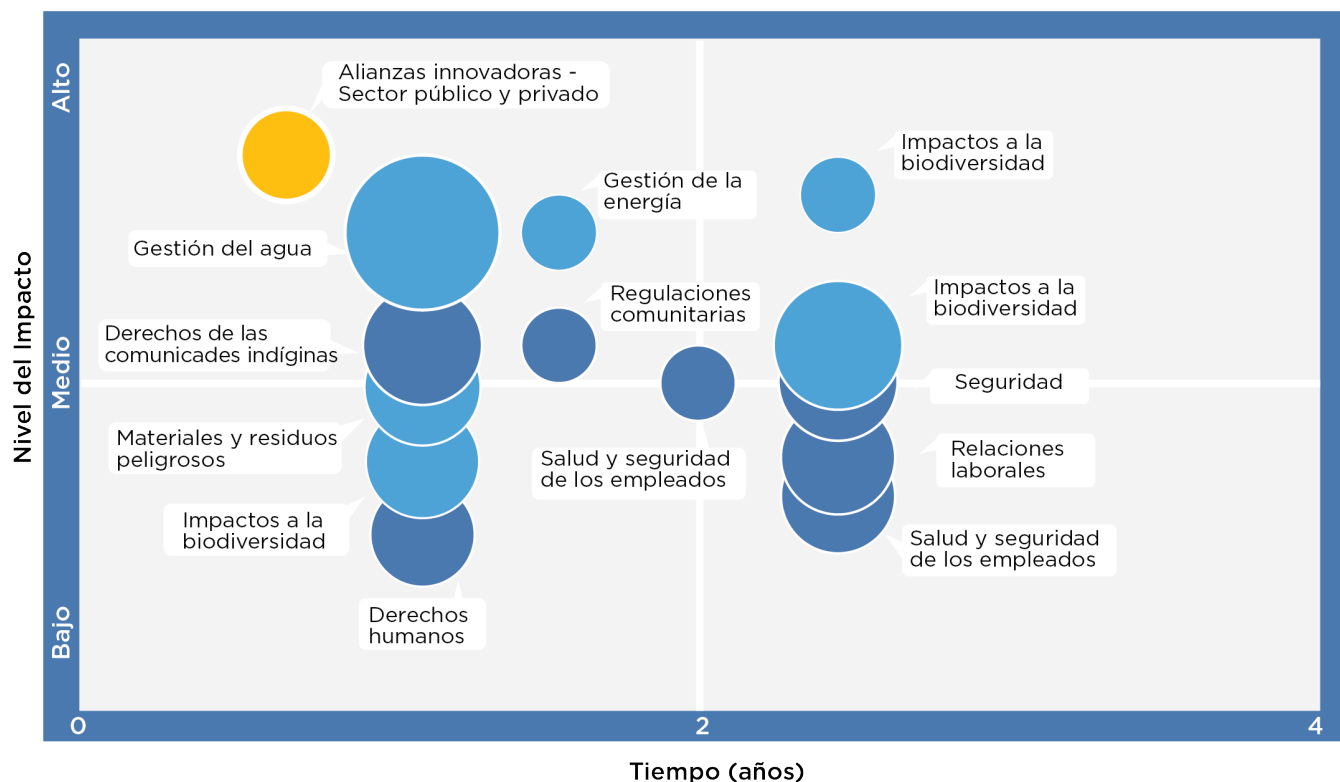 Nivel del Impacto
Alto
Medio
Bajo
Alianzas innovadoras -
Sector público y privado
Gestión del agua
Gestión de la
energía
Impactos a la
biodiversidad
Derechos de las
comunicades indíginas
Regulaciones
comunitarias
Impactos a la
biodiversidad
Seguridad
Materiales y residuos
peligrosos
Salud y seguridad
de los empleados
Relaciones
laborales
Impactos a la
biodiversidad
Salud y seguridad
de los empleados
Derechos
humanos
0
2
4
Tiempo (años)